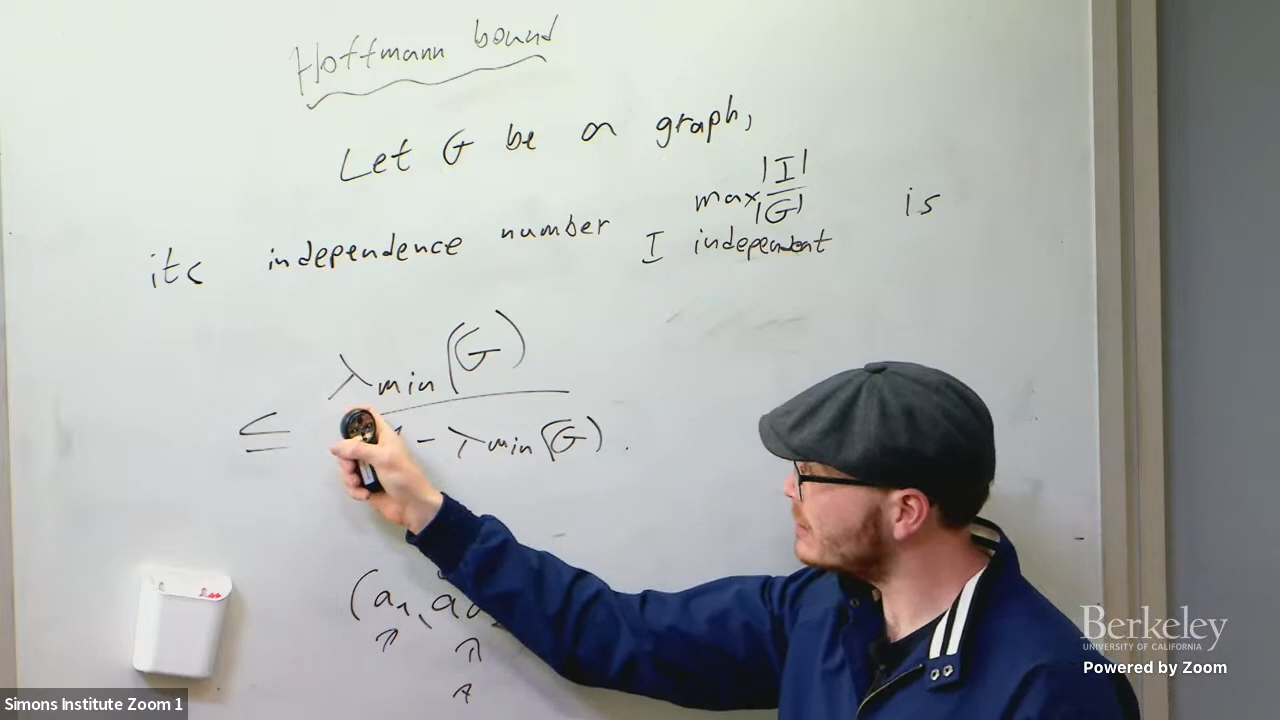 Hoffmann bound
Let G be a graph,
its independence number max |I| / |G| is
I independent
λmin(G)
≤ - λmin(G).
(a₁, a
Berkeley
UNIVERSITY OF CALIFORNIA
Powered by Zoom
Simons Institute Zoom 1